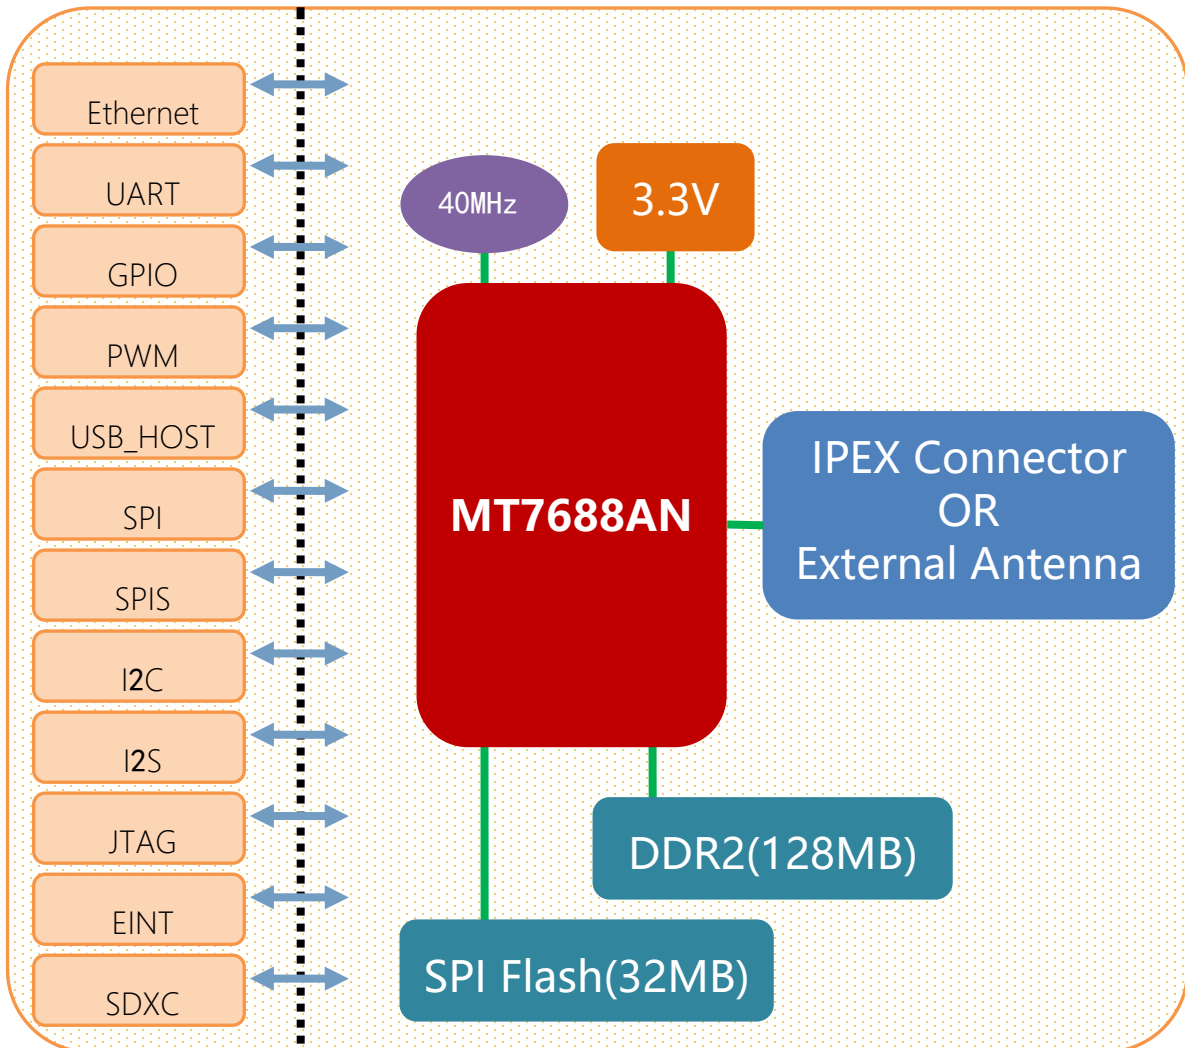 Ethernet
UART
GPIO
PWM
USB_HOST
SPI
SPIS
I2C
I2S
JTAG
EINT
SDXC
40MHz
3.3V
MT7688AN
IPEX Connector
OR
External Antenna
DDR2(128MB)
SPI Flash(32MB)